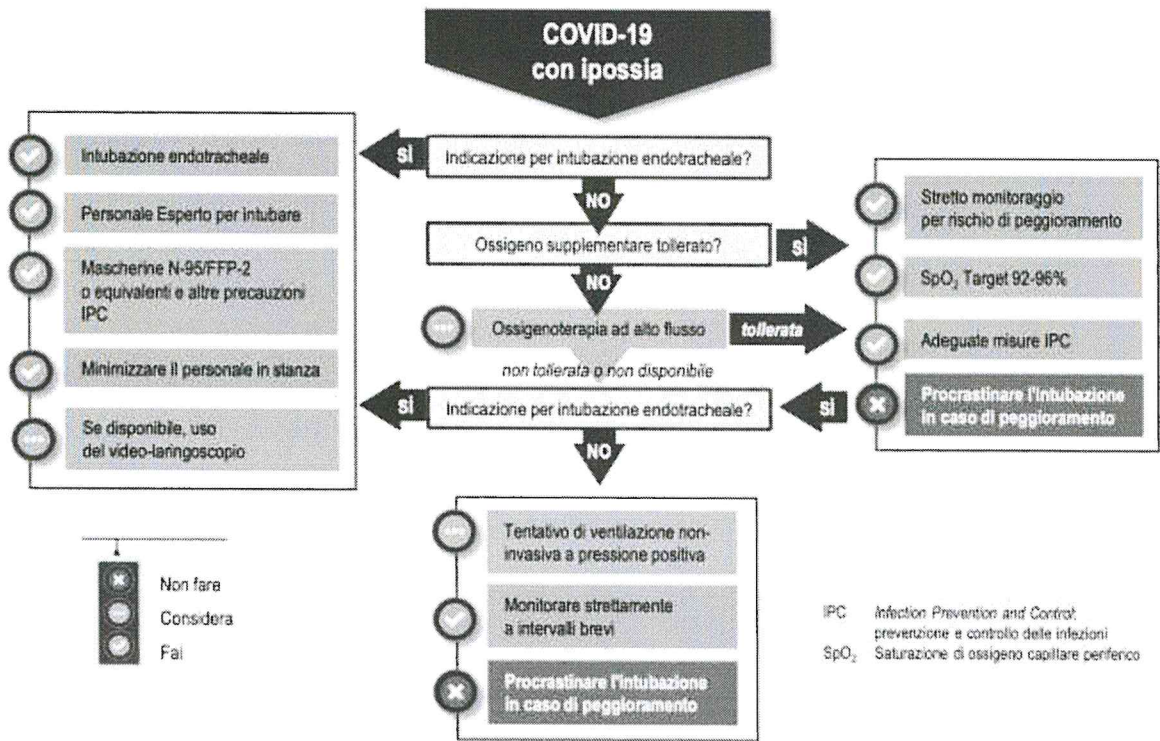 COVID-19
con ipossia
SI
Indicazione per intubazione endotracheale?
NO
Ossigeno supplementare tollerato?
SI
NO
Ossigenoterapia ad alto flusso
tollerata
non tollerata o non disponibile
SI
Indicazione per intubazione endotracheale?
SI
NO
Intubazione endotracheale
Personale Esperto per intubare
Mascherine N-95/FFP-2
o equivalenti e altre precauzioni
IPC
Minimizzare il personale in stanza
Se disponibile, uso
del video-laringoscopio
Stretto monitoraggio
per rischio di peggioramento
SpO₂ Target 92-96%
Adeguate misure IPC
Procrastinare l'intubazione
in caso di peggioramento
Tentativo di ventilazione non-
invasiva a pressione positiva
Monitorare strettamente
a intervalli brevi
Procrastinare l'intubazione
in caso di peggioramento
Non fare
Considera
Fai
IPC Infection Prevention and Control:
prevenzione e controllo delle infezioni
SpO₂ Saturazione di ossigeno capillare periferico